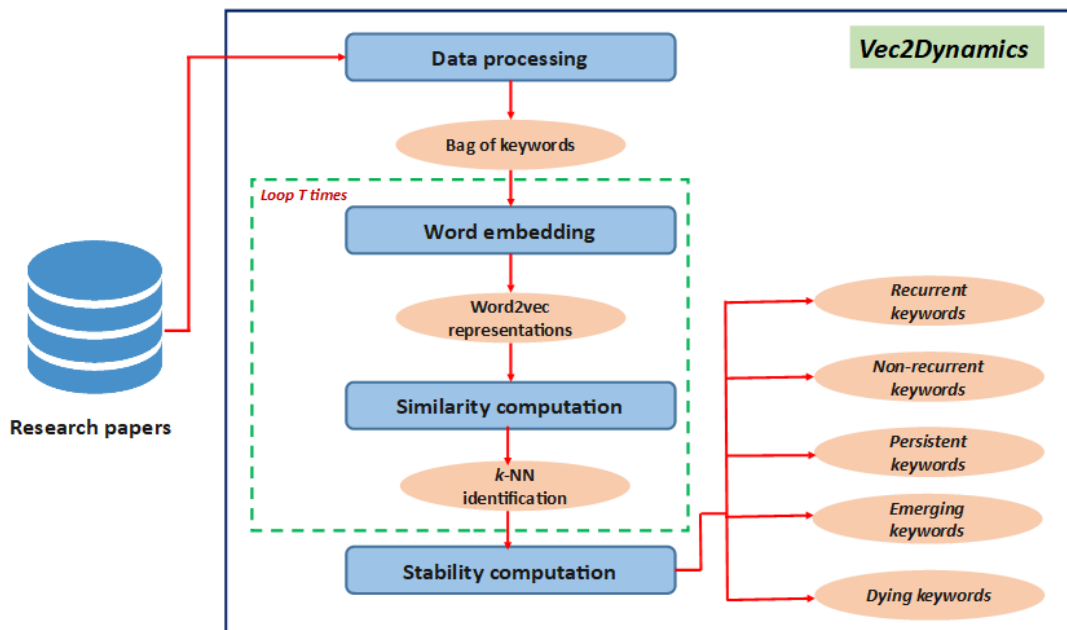 Vec2Dynamics
Data processing
Bag of keywords
Loop T times
Word embedding
Word2vec
representations
Similarity computation
k-NN
identification
Stability computation
Research papers
Recurrent
keywords
Non-recurrent
keywords
Persistent
keywords
Emerging
keywords
Dying keywords